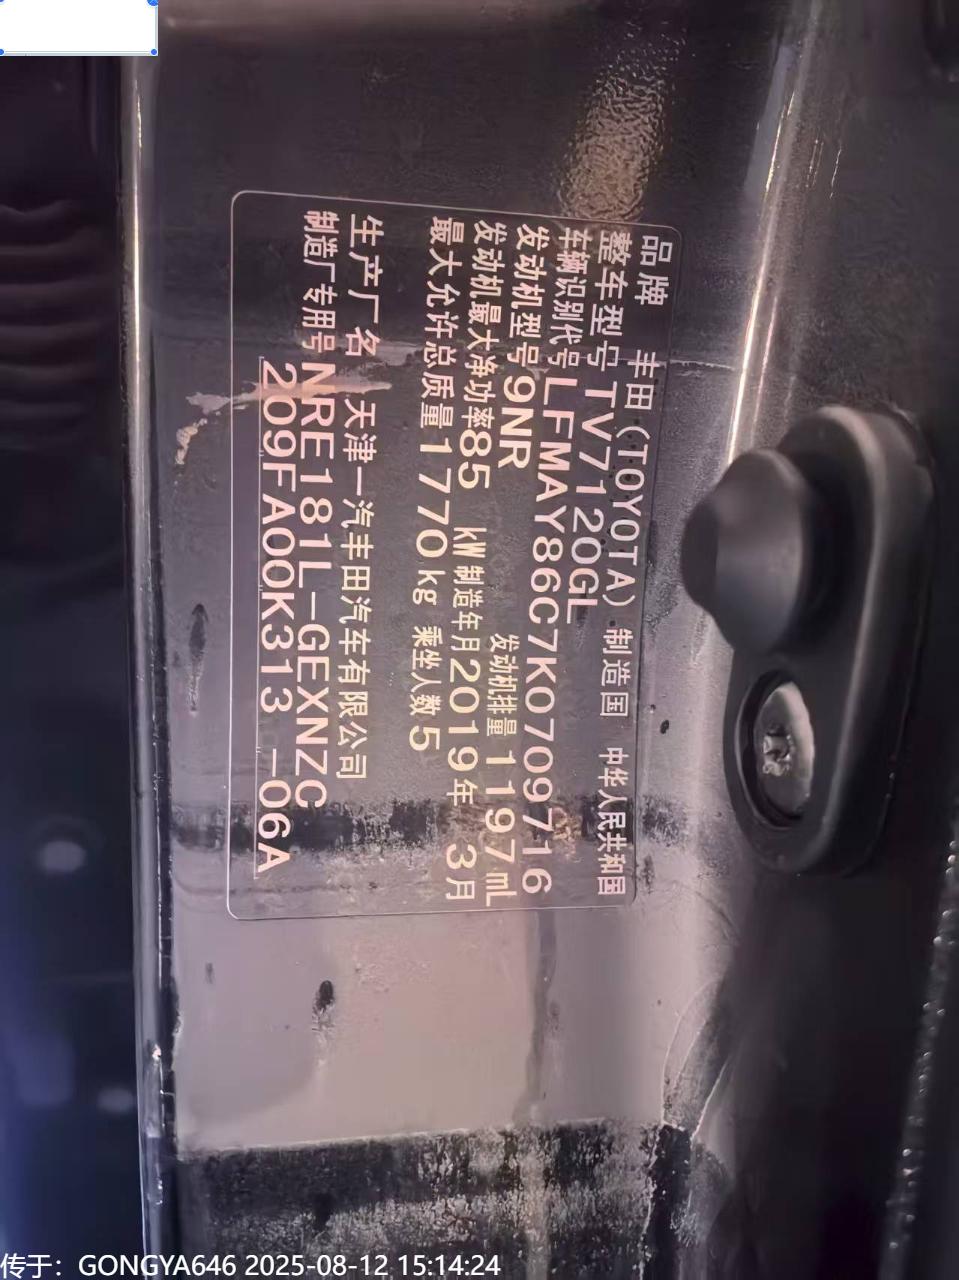 品牌 丰田(TOYOTA) 制造国 中华人民共和国
整车型号 TV7120GL
车辆识别代号 LFMAY86C7K0709716
发动机型号 9NR 发动机排量 1197mL
发动机最大净功率85 kW 制造年月2019年 3月
最大允许总质量1770kg 乘坐人数 5
生产厂名 天津一汽丰田汽车有限公司
制造厂专用号 NRE181L-GEXNZC
209FA00K313 -06A
传于：GONGYA646 2025-08-12 15:14:24